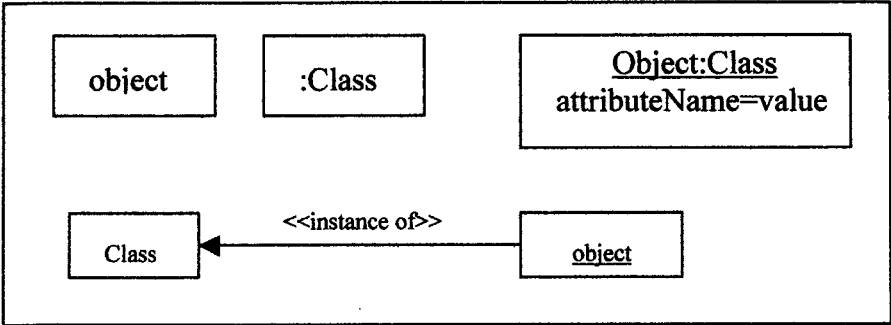 object
:Class
Object:Class
attributeName=value
<<instance of>>
Class
object